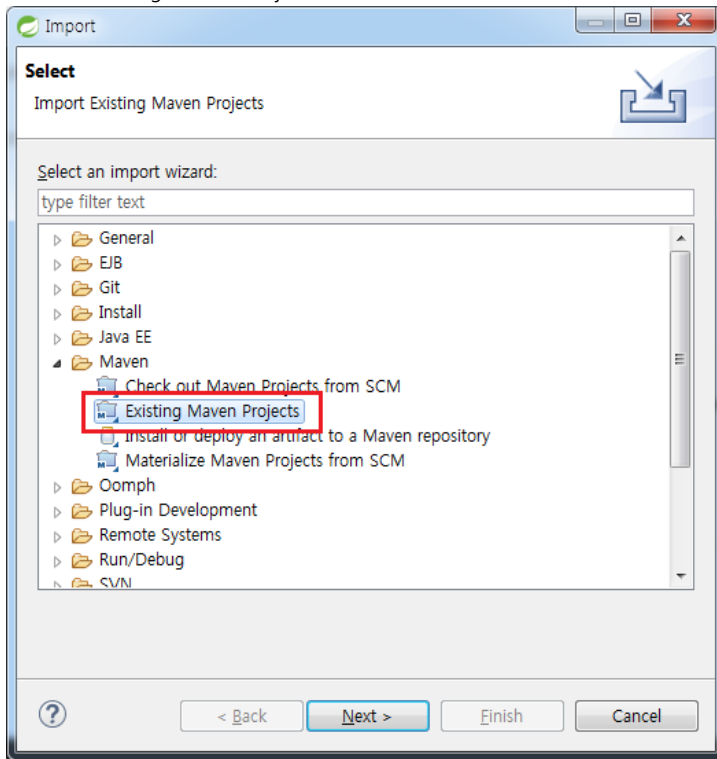 Import
Select
Import Existing Maven Projects
Select an import wizard:
type filter text
General
EJB
Git
Install
Java EE
Maven
Check out Maven Projects from SCM
Existing Maven Projects
Install or deploy an artifact to a Maven repository
Materialize Maven Projects from SCM
Oomph
Plug-in Development
Remote Systems
Run/Debug
SVN
< Back
Next >
Finish
Cancel